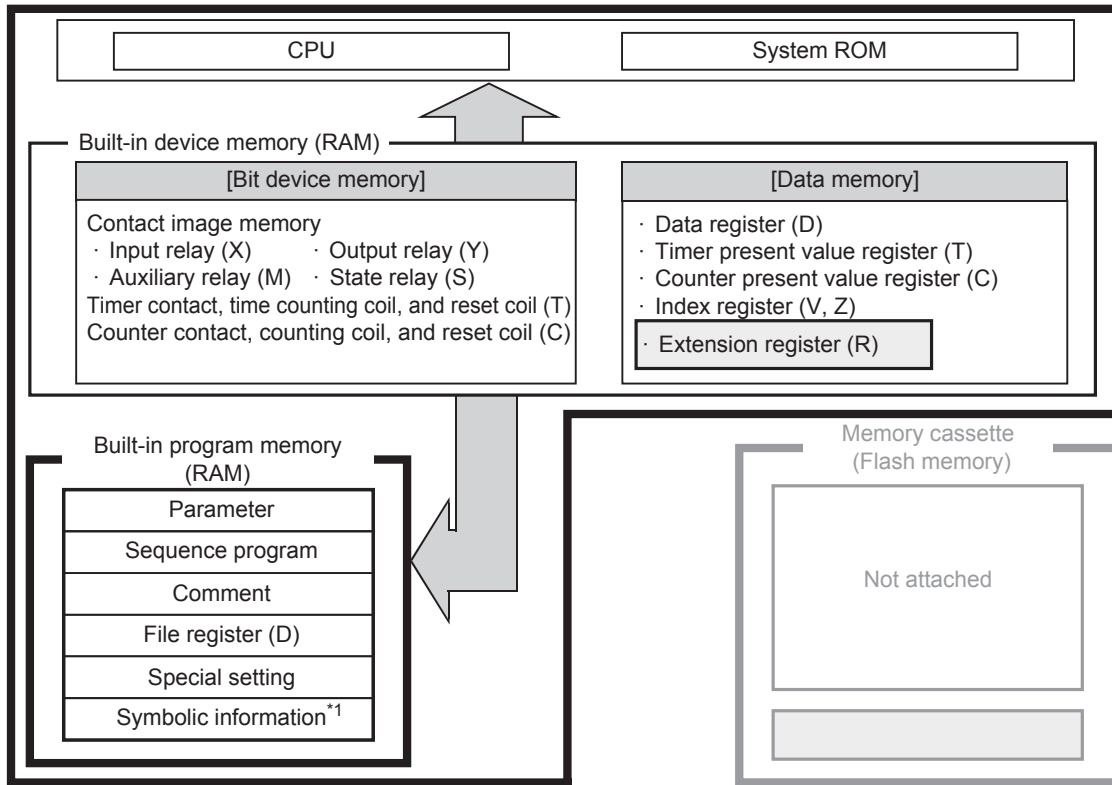 CPU
System ROM
Built-in device memory (RAM)
[Bit device memory]
Contact image memory
· Input relay (X) · Output relay (Y)
· Auxiliary relay (M) · State relay (S)
Timer contact, time counting coil, and reset coil (T)
Counter contact, counting coil, and reset coil (C)
[Data memory]
· Data register (D)
· Timer present value register (T)
· Counter present value register (C)
· Index register (V, Z)
· Extension register (R)
Built-in program memory
(RAM)
Parameter
Sequence program
Comment
File register (D)
Special setting
Symbolic information*1
Memory cassette
(Flash memory)
Not attached